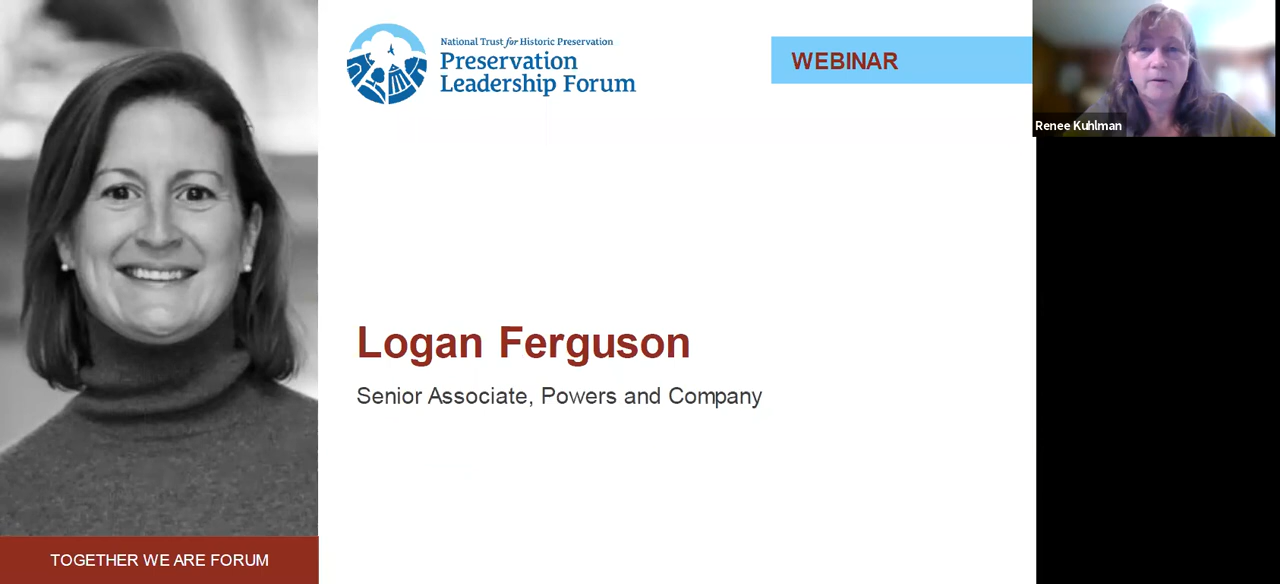 National Trust for Historic Preservation
Preservation
Leadership Forum
WEBINAR
Renee Kuhlman
Logan Ferguson
Senior Associate, Powers and Company
TOGETHER WE ARE FORUM